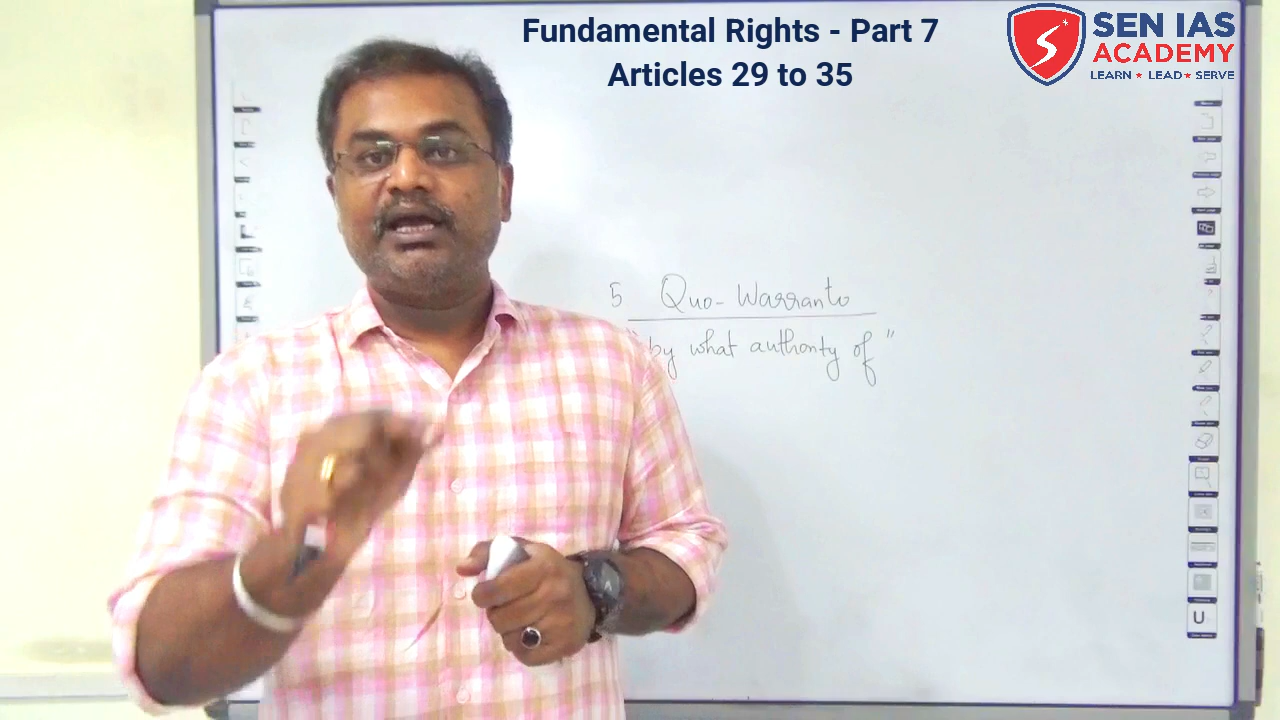 Fundamental Rights - Part 7
Articles 29 to 35
SEN IAS
ACADEMY
LEARN ★ LEAD ★ SERVE
5 Quo-Warranto
"by what authority of"
U